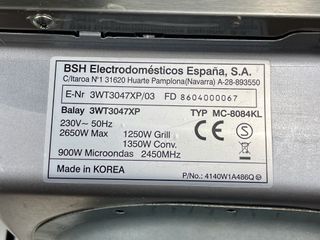 BSH Electrodomésticos España, S.A.
C/Itaroa Nº1 31620 Huarte Pamplona(Navarra) A-28-893550
E-Nr 3WT3047XP/03 FD 8604000067
Balay 3WT3047XP TYP MC-8084KL
230V~ 50Hz
2650W Max 1250W Grill
1350W Conv.
900W Microondas 2450MHz
Made in KOREA P/No.: 4140W1A486Q